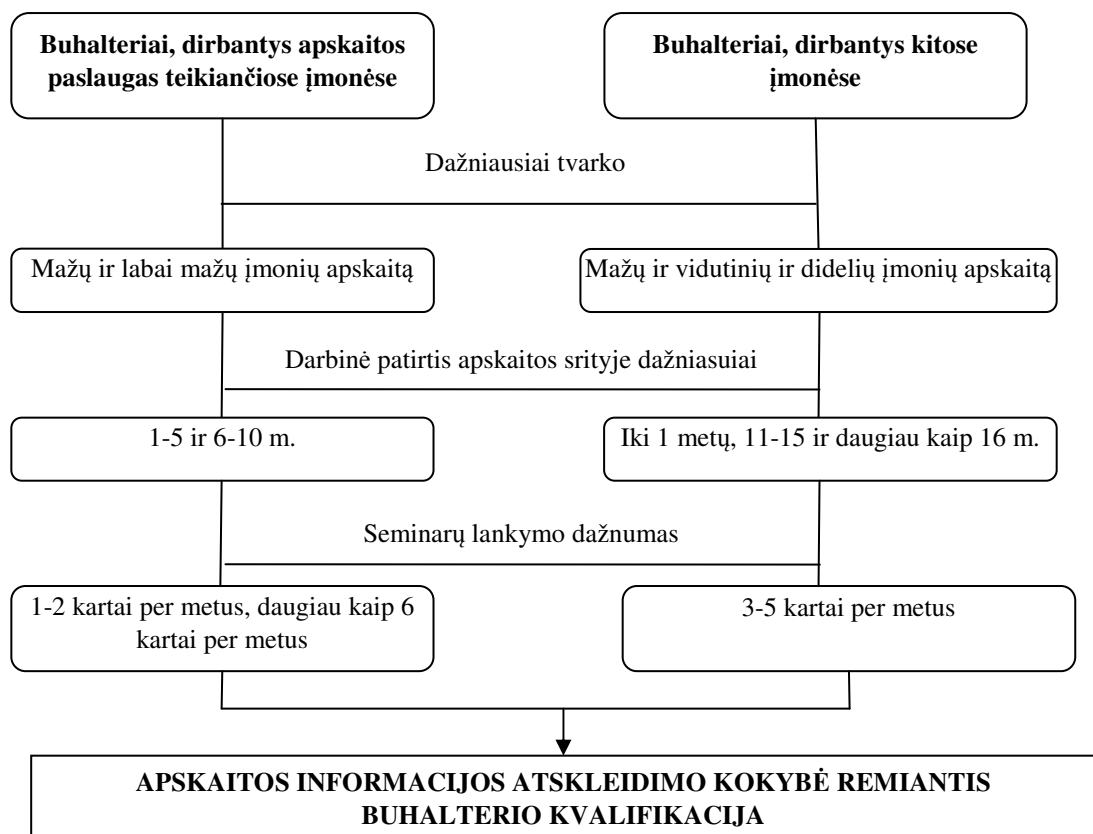 Buhalteriai, dirbantys apskaitos
paslaugas teikiančiose įmonėse
Buhalteriai, dirbantys kitose
įmonėse
Dažniausiai tvarko
Mažų ir labai mažų įmonių apskaitą
Mažų ir vidutinių ir didelių įmonių apskaitą
Darbinė patirtis apskaitos srityje dažniasuiai
1-5 ir 6-10 m.
Iki 1 metų, 11-15 ir daugiau kaip 16 m.
Seminarų lankymo dažnumas
1-2 kartai per metus, daugiau kaip 6
kartai per metus
3-5 kartai per metus
APSKAITOS INFORMACIJOS ATSKLEIDIMO KOKYBĖ REMIANTIS
BUHALTERIO KVALIFIKACIJA